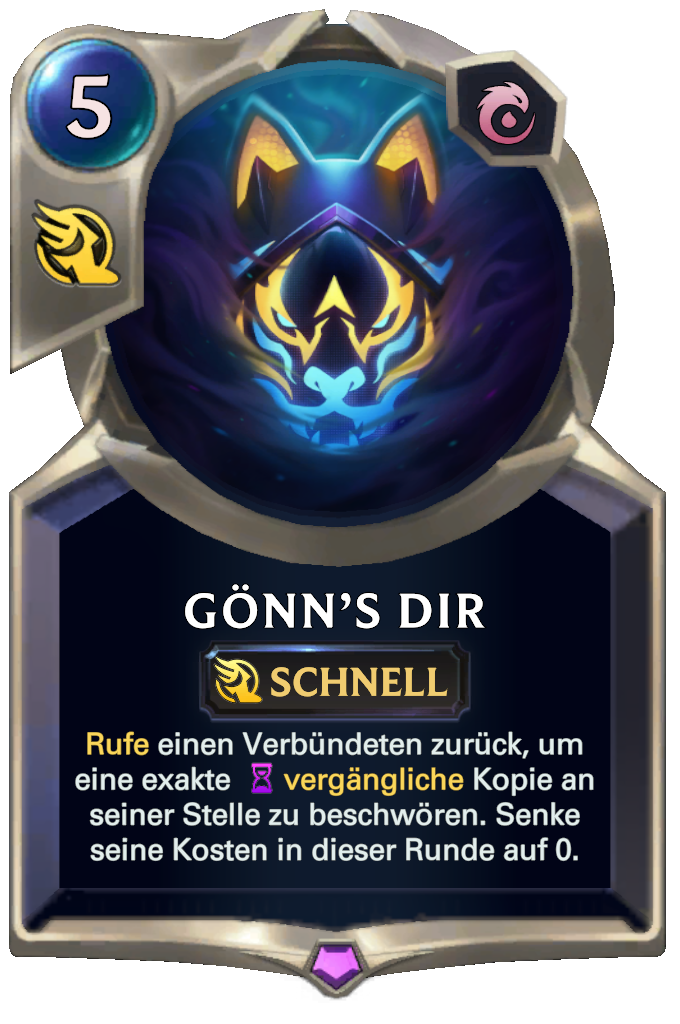 5
GÖNN’S DIR
SCHNELL
Rufe einen Verbündeten zurück, um
eine exakte vergängliche Kopie an
seiner Stelle zu beschwören. Senke
seine Kosten in dieser Runde auf 0.